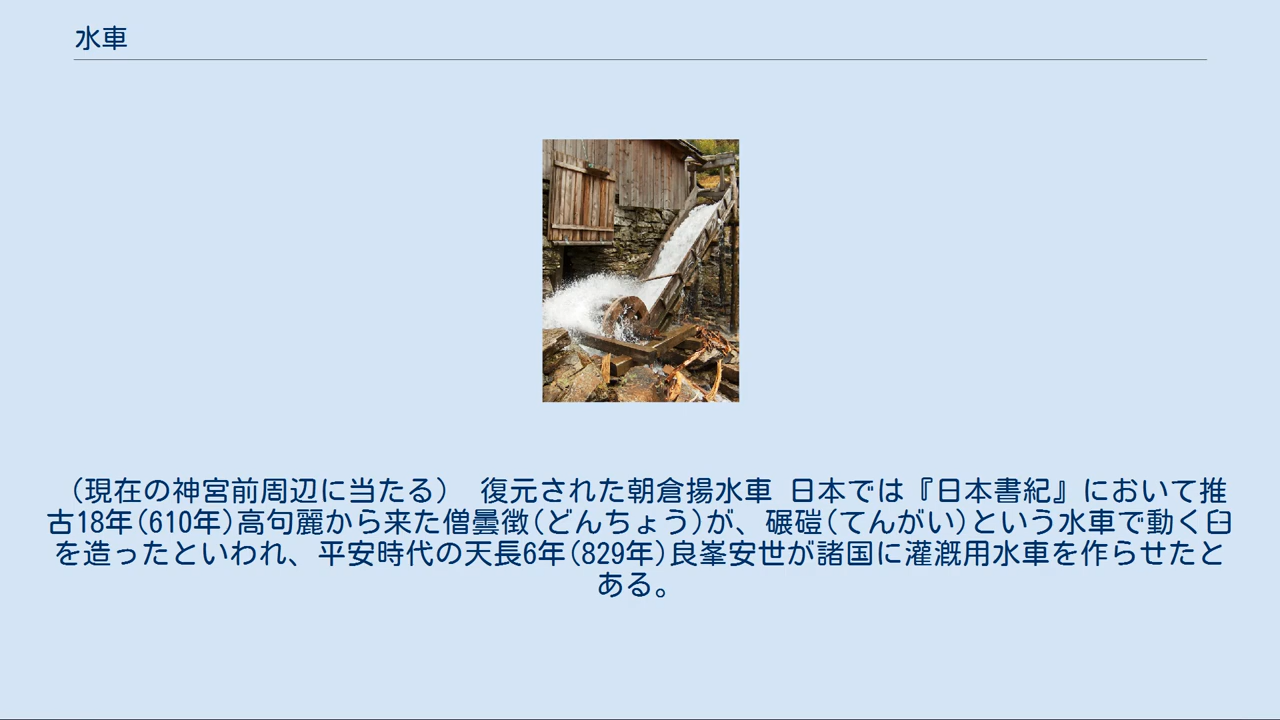 水車
（現在の神宮前周辺に当たる） 復元された朝倉揚水車 日本では『日本書紀』において推
古18年(610年)高句麗から来た僧曇徴(どんちょう)が、碾磑(てんがい)という水車で動く臼
を造ったといわれ、平安時代の天長6年(829年)良峯安世が諸国に灌漑用水車を作らせたと
ある。